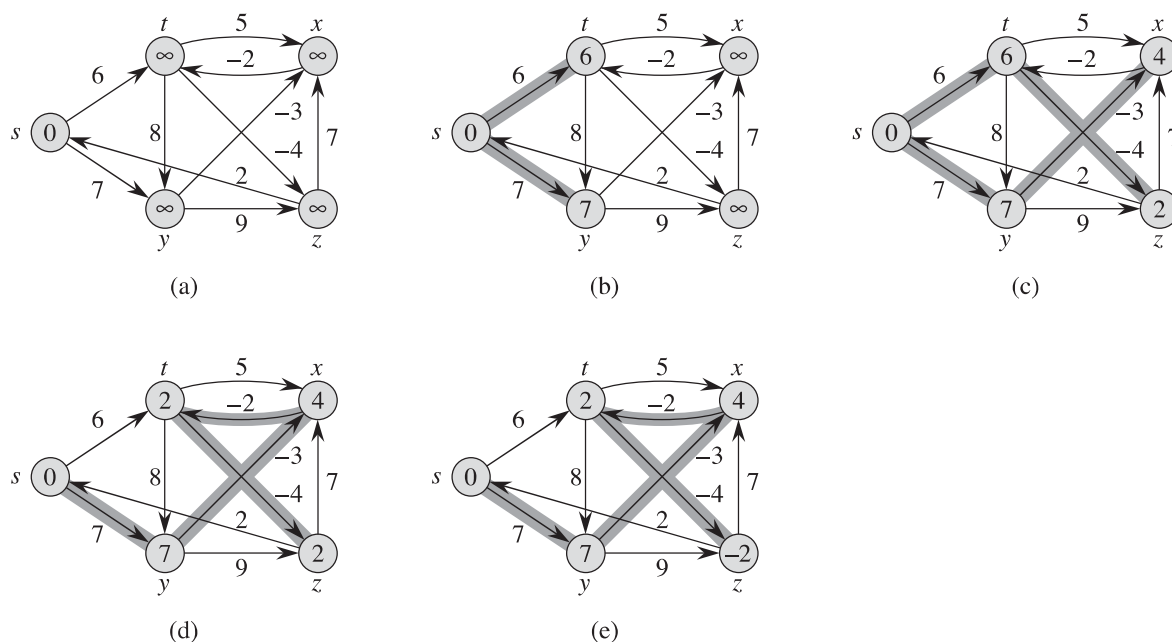 t 5 x
∞ −2 ∞
6
s 0 8 −3 7
−4
7 2
∞ 9 ∞
y z
(a)
t 5 x
6 −2 ∞
6
s 0 8 −3 7
−4
7 2
7 9 ∞
y z
(b)
t 5 x
6 −2 4
6
s 0 8 −3 7
−4
7 2
7 9 2
y z
(c)
t 5 x
2 −2 4
6
s 0 8 −3 7
−4
7 2
7 9 2
y z
(d)
t 5 x
2 −2 4
6
s 0 8 −3 7
−4
7 2
7 9 −2
y z
(e)